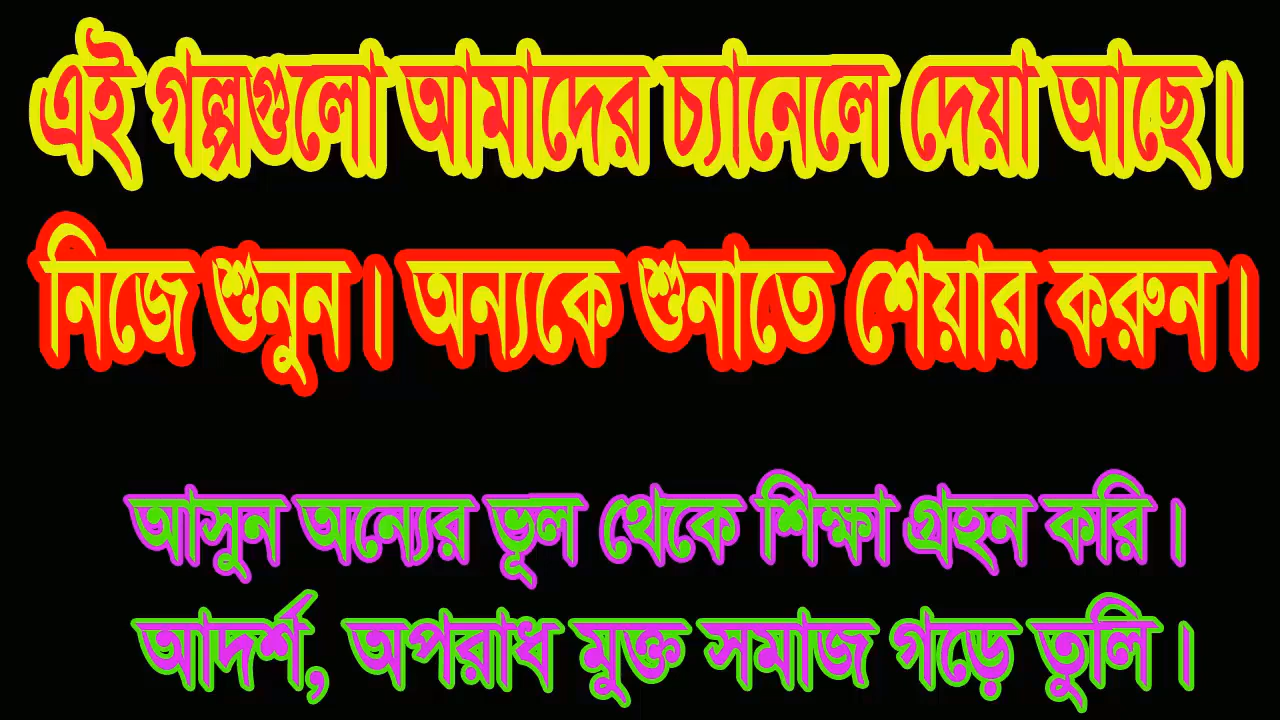 এই গল্পগুলো আমাদের চ্যানেলে দেয়া আছে।
নিজে শুনুন। অন্যকে শুনাতে শেয়ার করুন।
আসুন অন্যের ভূল থেকে শিক্ষা গ্রহন করি।
আদর্শ, অপরাধ মুক্ত সমাজ গড়ে তুলি।